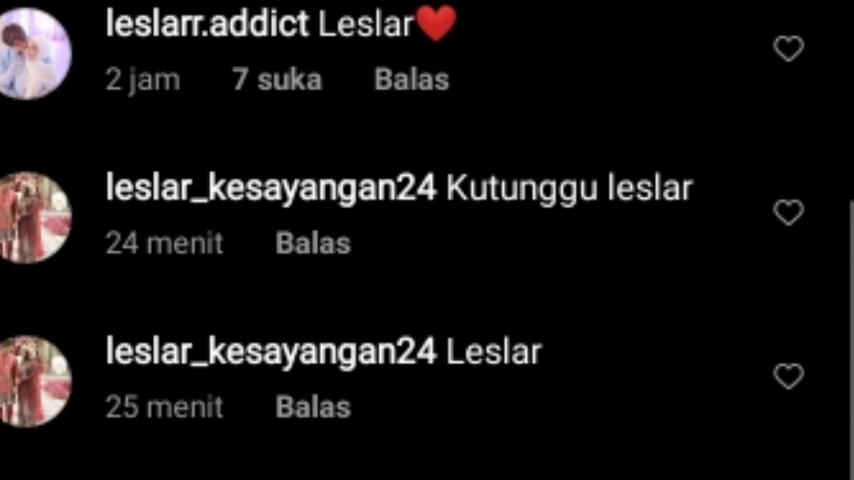 leslarr.addict Leslar❤️
2 jam 7 suka Balas
leslar_kesayangan24 Kutunggu leslar
24 menit Balas
leslar_kesayangan24 Leslar
25 menit Balas